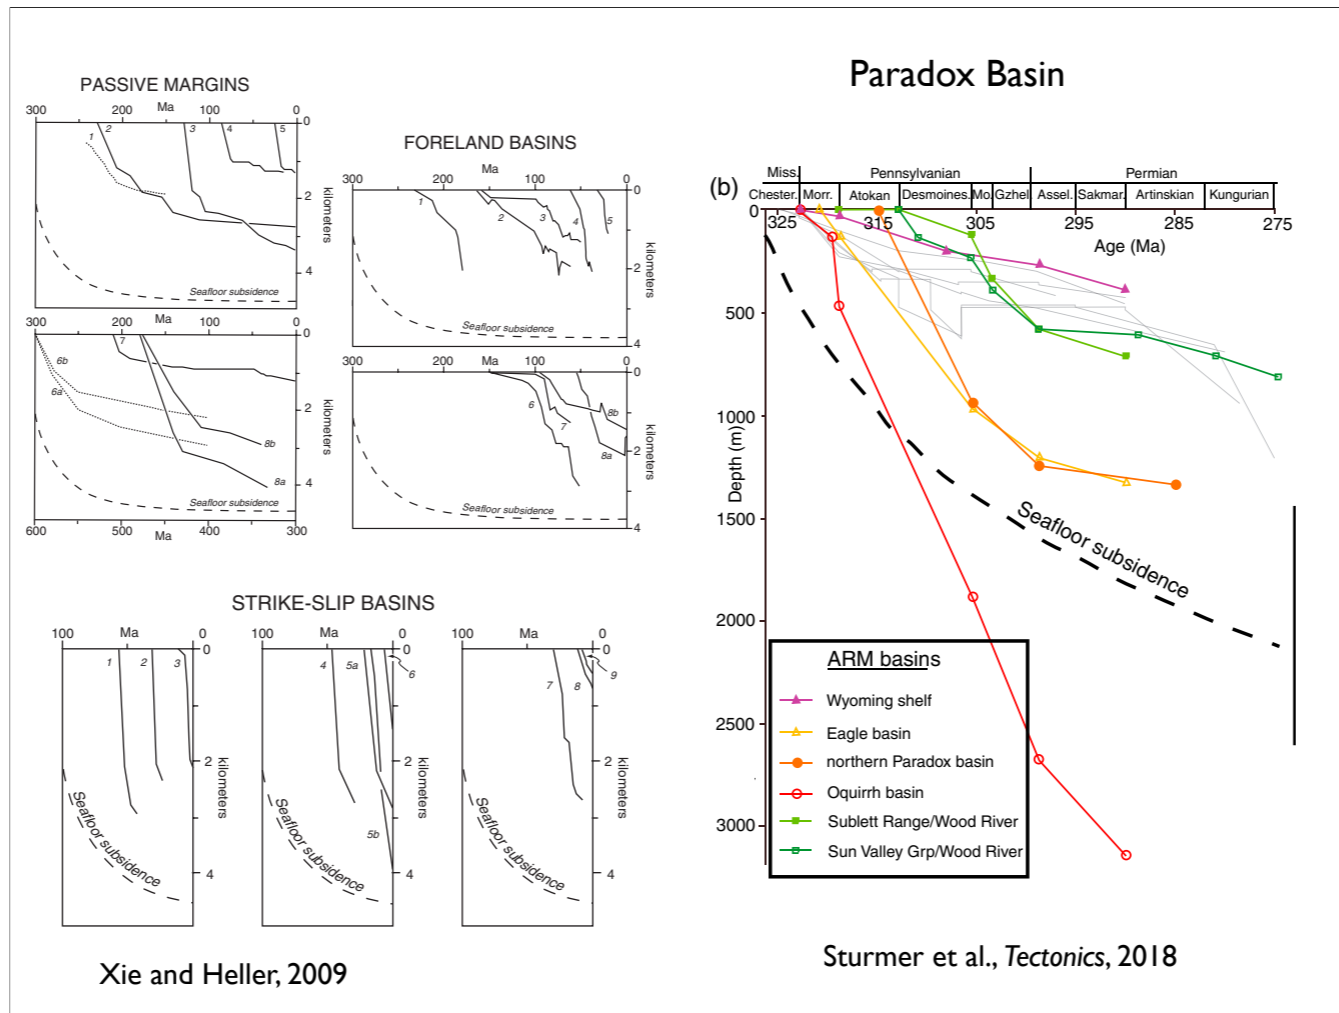 PASSIVE MARGINS
Ma
300 200 100 0
1 2 3 4 5
0
2
4
kilometers
Seafloor subsidence
Ma
300 200 100 0
6b
6a
7
8b
8a
0
2
4
kilometers
Seafloor subsidence
600 500 400 300
Ma
FORELAND BASINS
Ma
300 200 100 0
1 2 3 4 5
0
2
4
kilometers
Seafloor subsidence
Ma
300 200 100 0
6 7 8b
8a
0
2
4
kilometers
Seafloor subsidence
STRIKE-SLIP BASINS
100 Ma 0
1 2 3
0
2
4
kilometers
Seafloor subsidence
100 Ma 0
4 5a 6
5b
0
2
4
kilometers
Seafloor subsidence
100 Ma 0
7 8 9
0
2
4
kilometers
Seafloor subsidence
Xie and Heller, 2009
Paradox Basin
(b)
Miss. Pennsylvanian Permian
Chester. Morr. Atokan Desmoines. Mo. Gzhel. Assel. Sakmar. Artinskian Kungurian
325 315 305 295 285 275
Age (Ma)
0
500
1000
1500
2000
2500
3000
Depth (m)
Seafloor subsidence
ARM basins
Wyoming shelf
Eagle basin
northern Paradox basin
Oquirrh basin
Sublett Range/Wood River
Sun Valley Grp/Wood River
Sturmer et al., Tectonics, 2018